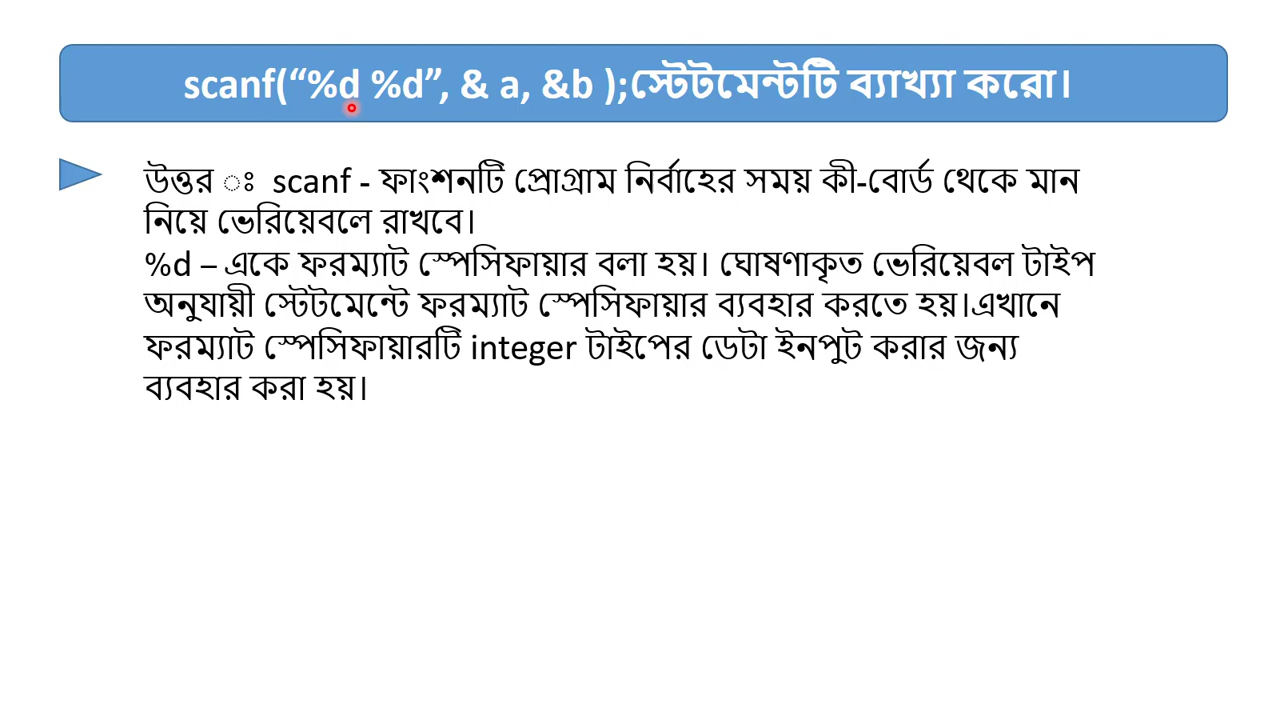 scanf(“%d %d”, & a, &b );স্টেটমেন্টটি ব্যাখ্যা করো।
উত্তর ঃ scanf - ফাংশনটি প্রোগ্রাম নির্বাহের সময় কী-বোর্ড থেকে মান
নিয়ে ভেরিয়েবলে রাখবে।
%d – একে ফরম্যাট স্পেসিফায়ার বলা হয়। ঘোষণাকৃত ভেরিয়েবল টাইপ
অনুযায়ী স্টেটমেন্টে ফরম্যাট স্পেসিফায়ার ব্যবহার করতে হয়।এখানে
ফরম্যাট স্পেসিফায়ারটি integer টাইপের ডেটা ইনপুট করার জন্য
ব্যবহার করা হয়।